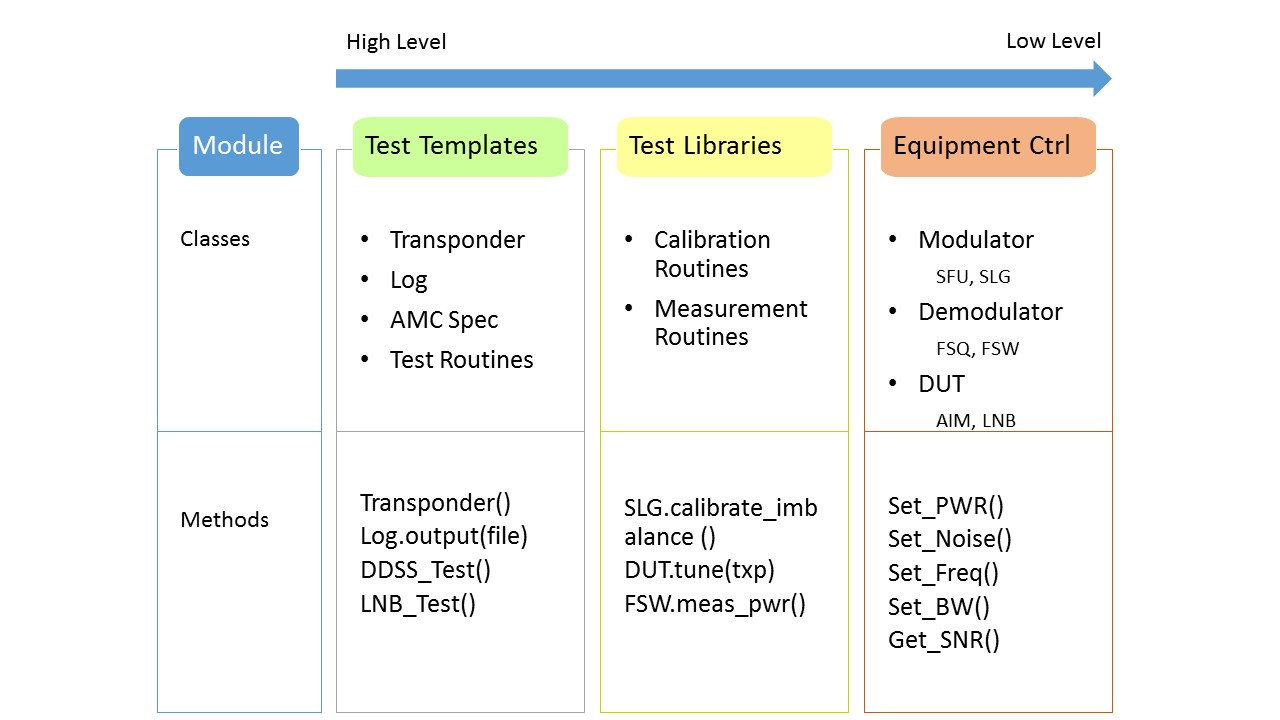 High Level
Low Level
Module
Test Templates
Test Libraries
Equipment Ctrl
Classes
• Transponder
• Log
• AMC Spec
• Test Routines
• Calibration
Routines
• Measurement
Routines
• Modulator
SFU, SLG
• Demodulator
FSQ, FSW
• DUT
AIM, LNB
Methods
Transponder()
Log.output(file)
DDSS_Test()
LNB_Test()
SLG.calibrate_imb
alance ()
DUT.tune(txp)
FSW.meas_pwr()
Set_PWR()
Set_Noise()
Set_Freq()
Set_BW()
Get_SNR()